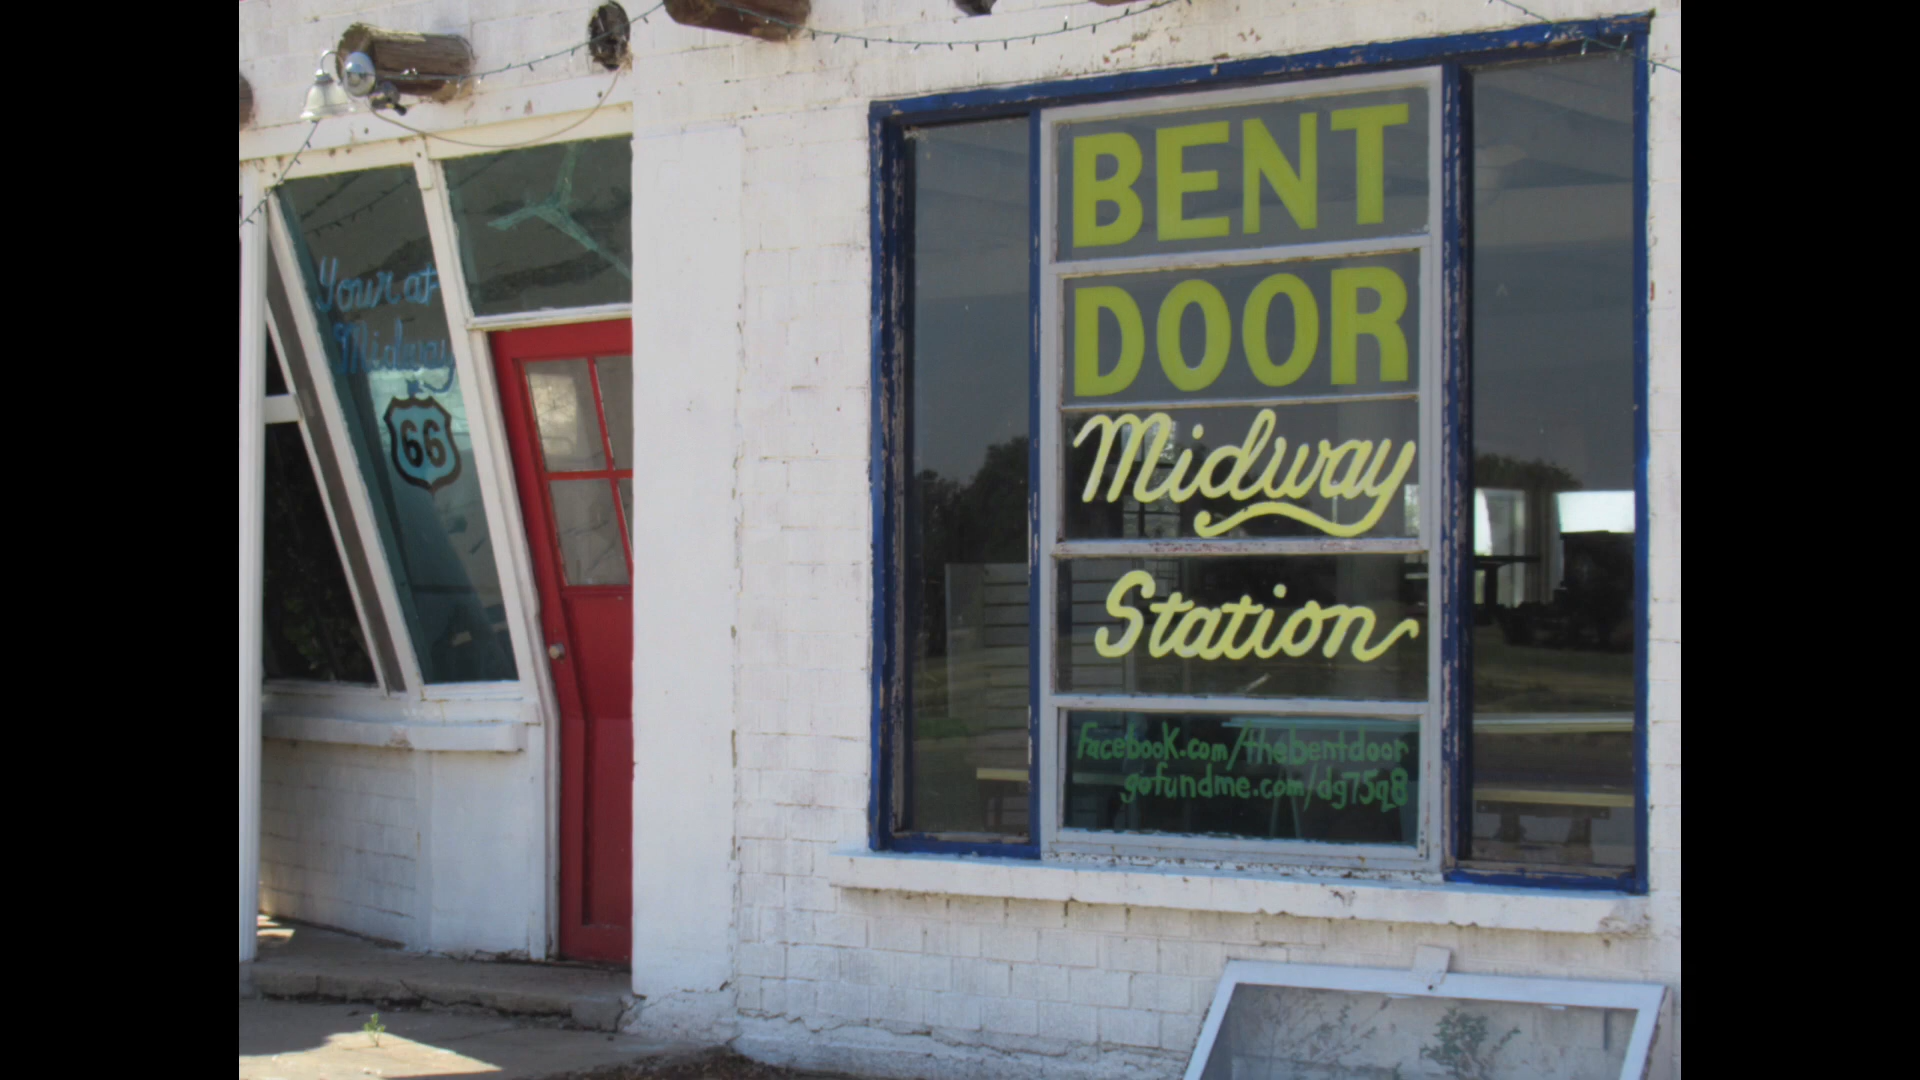 Your at
Midway
66
BENT
DOOR
Midway
Station
facebook.com/thebentdoor
gofundme.com/dg75q8